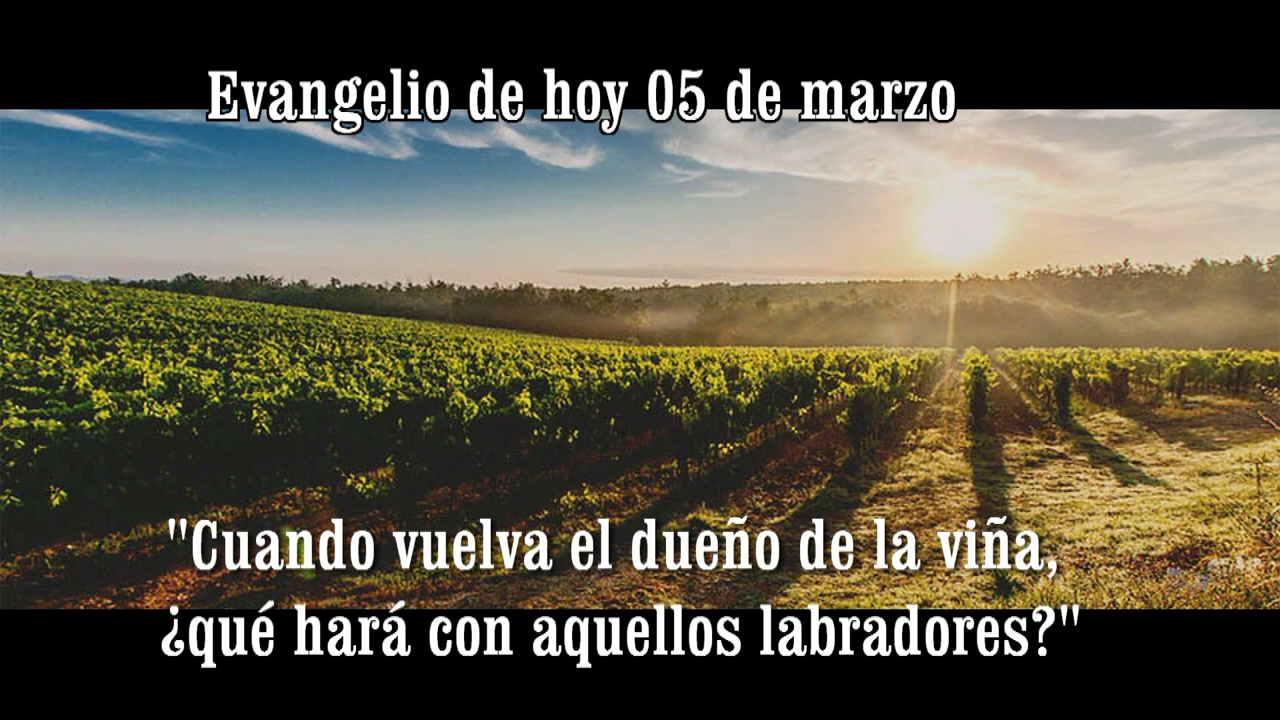 Evangelio de hoy 05 de marzo
"Cuando vuelva el dueño de la viña,
¿qué hará con aquellos labradores?"